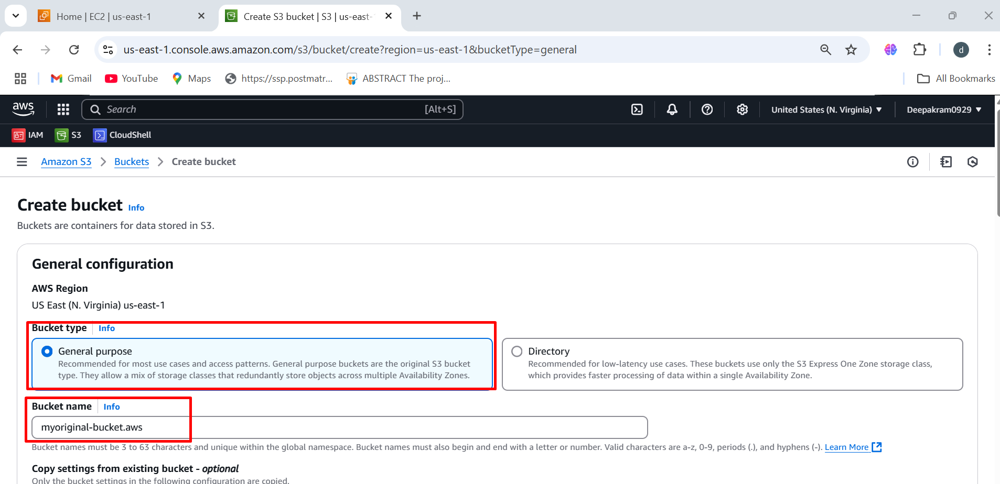 Home | EC2 | us-east-1
Create S3 bucket | S3 | us-east-
us-east-1.console.aws.amazon.com/s3/bucket/create?region=us-east-1&bucketType=general
d
Gmail
YouTube
Maps
https://ssp.postmatr...
ABSTRACT The proj...
All Bookmarks
aws
Search
[Alt+S]
United States (N. Virginia)
Deepakram0929
IAM
S3
CloudShell
Amazon S3
Buckets
Create bucket
Create bucket Info
Buckets are containers for data stored in S3.
General configuration
AWS Region
US East (N. Virginia) us-east-1
Bucket type Info
General purpose
Recommended for most use cases and access patterns. General purpose buckets are the original S3 bucket
type. They allow a mix of storage classes that redundantly store objects across multiple Availability Zones.
Directory
Recommended for low-latency use cases. These buckets use only the S3 Express One Zone storage class,
which provides faster processing of data within a single Availability Zone.
Bucket name Info
myoriginal-bucket.aws
Bucket names must be 3 to 63 characters and unique within the global namespace. Bucket names must also begin and end with a letter or number. Valid characters are a-z, 0-9, periods (.), and hyphens (-). Learn More
Copy settings from existing bucket - optional
Only the bucket settings in the following configuration are copied.